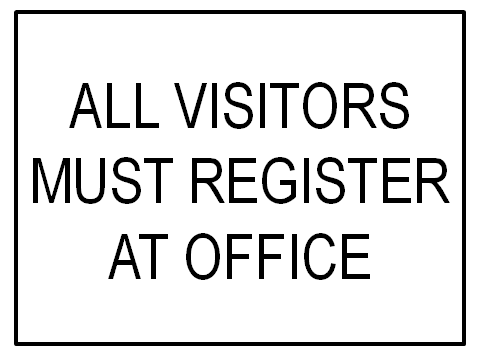 ALL VISITORS
MUST REGISTER
AT OFFICE